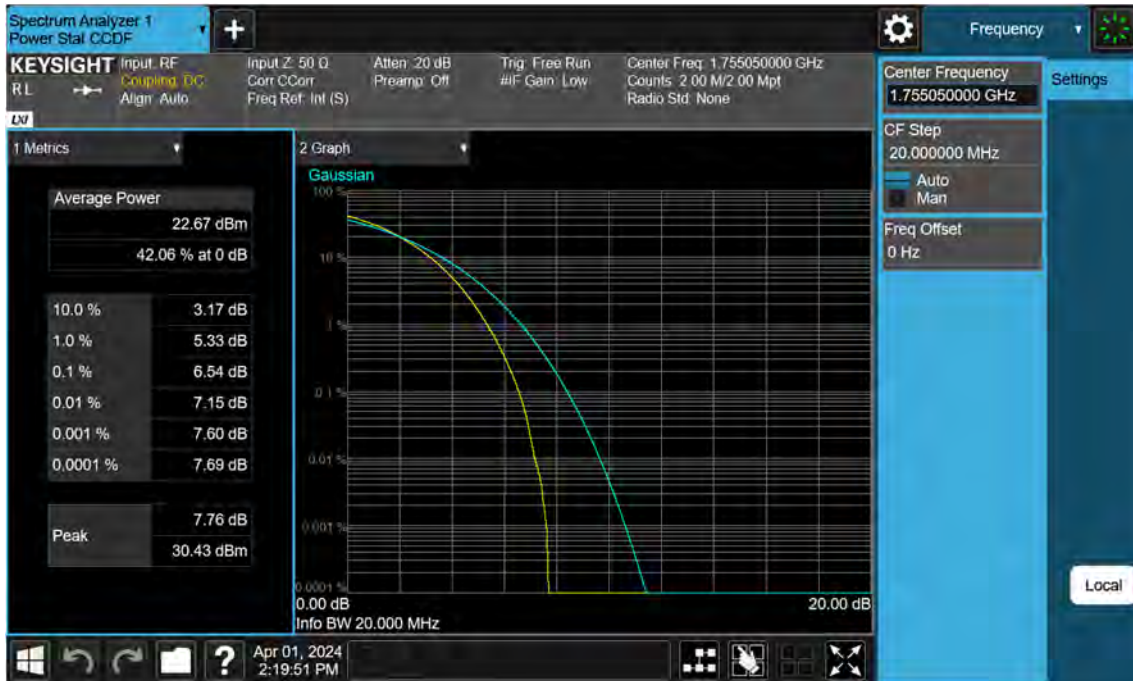 Spectrum Analyzer 1
Power Stat CCDF
+
Frequency
KEYSIGHT
RL
LXI
Input: RF
Coupling: DC
Align: Auto
Input Z: 50 Ω
Corr CCorr
Freq Ref: Int (S)
Atten: 20 dB
Preamp: Off
Trig: Free Run
#IF Gain: Low
Center Freq: 1.755050000 GHz
Counts: 2.00 M/2.00 Mpt
Radio Std: None
Center Frequency
1.755050000 GHz
Settings
CF Step
20.000000 MHz
Auto
Man
Freq Offset
0 Hz
1 Metrics
Average Power
22.67 dBm
42.06 % at 0 dB
10.0 % 3.17 dB
1.0 % 5.33 dB
0.1 % 6.54 dB
0.01 % 7.15 dB
0.001 % 7.60 dB
0.0001 % 7.69 dB
Peak
7.76 dB
30.43 dBm
2 Graph
Gaussian
100 %
10 %
1 %
0.1 %
0.01 %
0.001 %
0.0001 %
0.00 dB 20.00 dB
Info BW 20.000 MHz
Local
?
Apr 01, 2024
2:19:51 PM